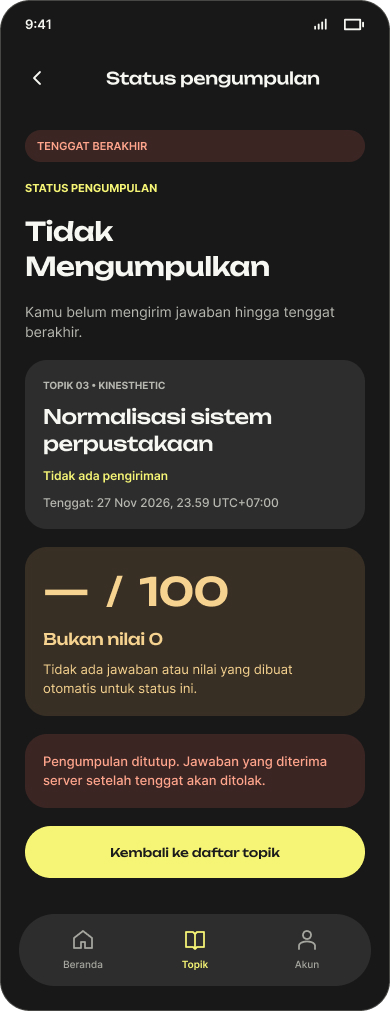 9:41
Status pengumpulan
TENGGAT BERAKHIR
STATUS PENGUMPULAN
Tidak
Mengumpulkan
Kamu belum mengirim jawaban hingga tenggat
berakhir.
TOPIK 03 • KINESTHETIC
Normalisasi sistem
perpustakaan
Tidak ada pengiriman
Tenggat: 27 Nov 2026, 23.59 UTC+07:00
— / 100
Bukan nilai 0
Tidak ada jawaban atau nilai yang dibuat
otomatis untuk status ini.
Pengumpulan ditutup. Jawaban yang diterima
server setelah tenggat akan ditolak.
Kembali ke daftar topik
Beranda
Topik
Akun